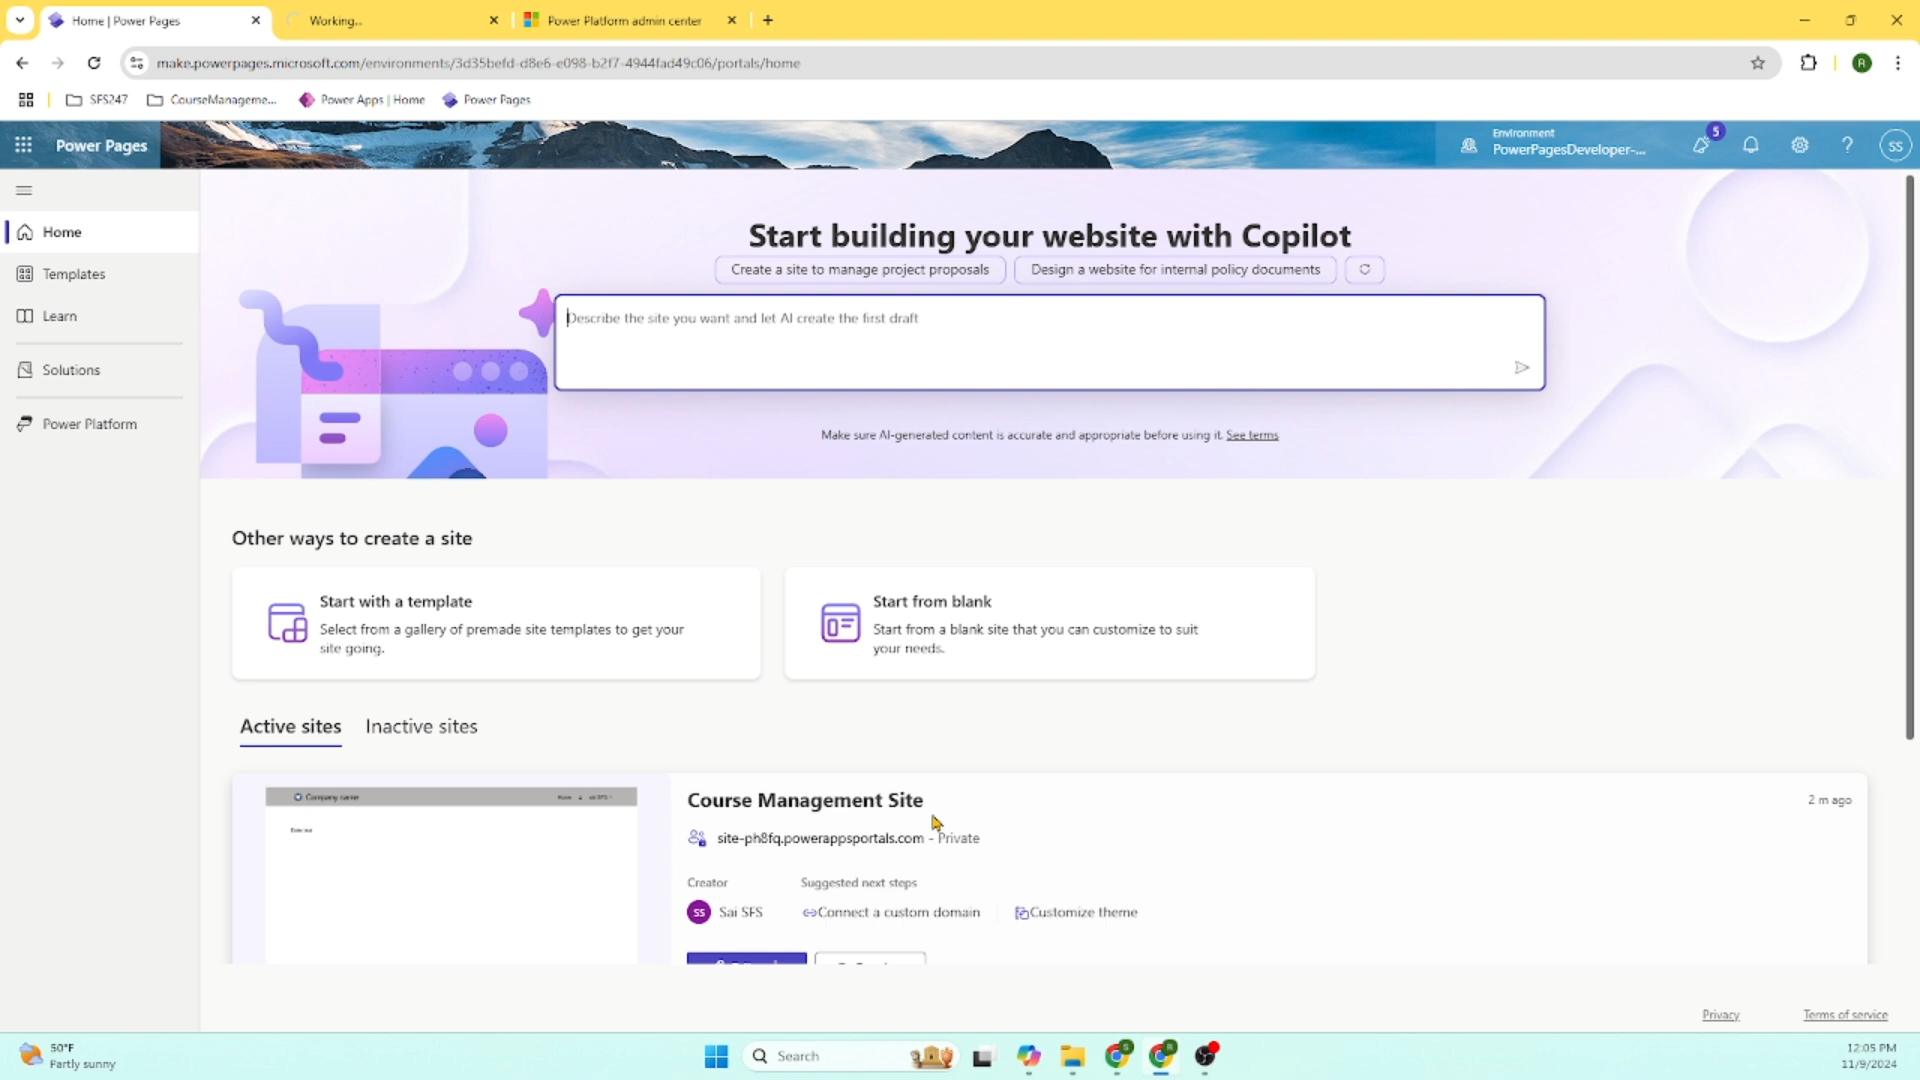 Home | Power Pages
Working...
Power Platform admin center
make.powerpages.microsoft.com/environments/3d35befd-d8e6-e098-b2f7-4944fad49c06/portals/home
R
SFS247
CourseManageme...
Power Apps | Home
Power Pages
Power Pages
Environment
PowerPagesDeveloper-...
5
SS
Home
Templates
Learn
Solutions
Power Platform
Start building your website with Copilot
Create a site to manage project proposals
Design a website for internal policy documents
Describe the site you want and let AI create the first draft
Make sure AI-generated content is accurate and appropriate before using it. See terms
Other ways to create a site
Start with a template
Select from a gallery of premade site templates to get your
site going.
Start from blank
Start from a blank site that you can customize to suit
your needs.
Active sites
Inactive sites
Company name
Home
Course Management Site
2 m ago
site-ph8fq.powerappsportals.com - Private
Creator
Suggested next steps
SS
Sai SFS
Connect a custom domain
Customize theme
Privacy
Terms of service
50°F
Partly sunny
Search
S
R
12:05 PM
11/9/2024